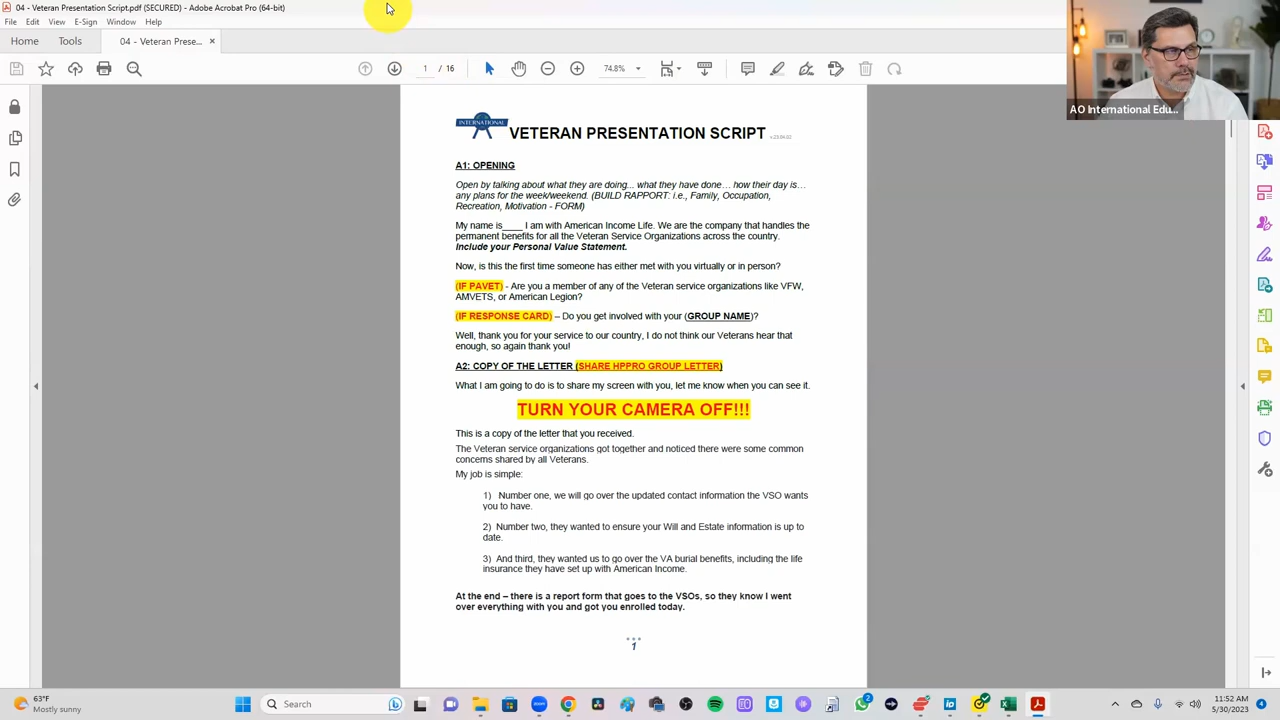 04 - Veteran Presentation Script.pdf (SECURED) - Adobe Acrobat Pro (64-bit)
File Edit View E-Sign Window Help
Home Tools 04 - Veteran Prese... ×
1 / 16 74.8%
AO International Edu...
INTERNATIONAL
VETERAN PRESENTATION SCRIPT v.23.04.02
A1: OPENING
Open by talking about what they are doing... what they have done… how their day is…
any plans for the week/weekend. (BUILD RAPPORT: i.e., Family, Occupation,
Recreation, Motivation - FORM)
My name is____ I am with American Income Life. We are the company that handles the
permanent benefits for all the Veteran Service Organizations across the country.
Include your Personal Value Statement.
Now, is this the first time someone has either met with you virtually or in person?
(IF PAVET) - Are you a member of any of the Veteran service organizations like VFW,
AMVETS, or American Legion?
(IF RESPONSE CARD) – Do you get involved with your (GROUP NAME)?
Well, thank you for your service to our country, I do not think our Veterans hear that
enough, so again thank you!
A2: COPY OF THE LETTER (SHARE HPPRO GROUP LETTER)
What I am going to do is to share my screen with you, let me know when you can see it.
TURN YOUR CAMERA OFF!!!
This is a copy of the letter that you received.
The Veteran service organizations got together and noticed there were some common
concerns shared by all Veterans.
My job is simple:
1) Number one, we will go over the updated contact information the VSO wants
you to have.
2) Number two, they wanted to ensure your Will and Estate information is up to
date.
3) And third, they wanted us to go over the VA burial benefits, including the life
insurance they have set up with American Income.
At the end – there is a report form that goes to the VSOs, so they know I went
over everything with you and got you enrolled today.
1
63°F
Mostly sunny
Search
zoom
2
io
11:52 AM
5/30/2023